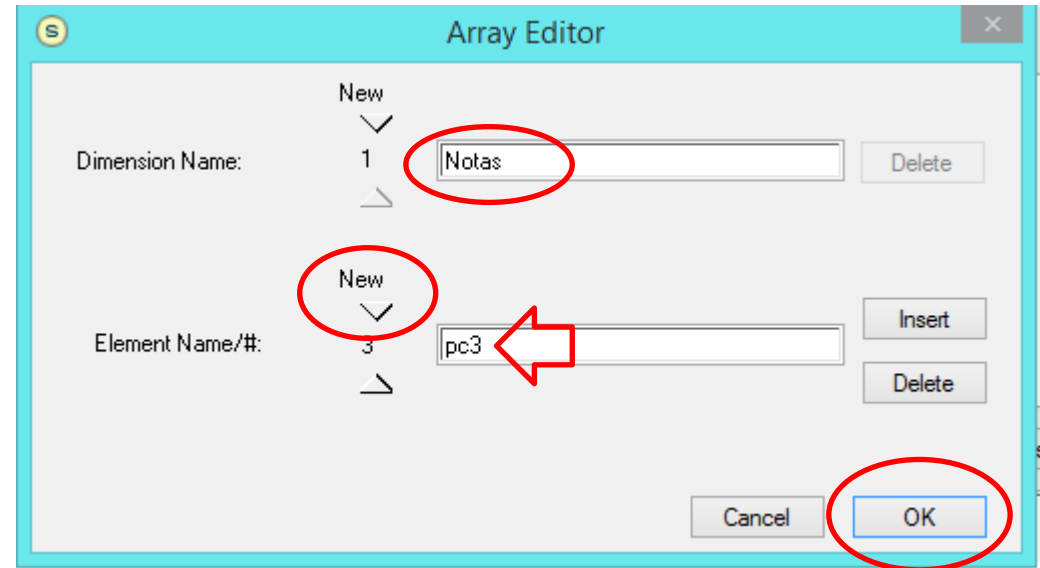 S
Array Editor
New
Dimension Name: 1 Notas Delete
New
Insert
Element Name/#: 3 pc3
Delete
Cancel OK